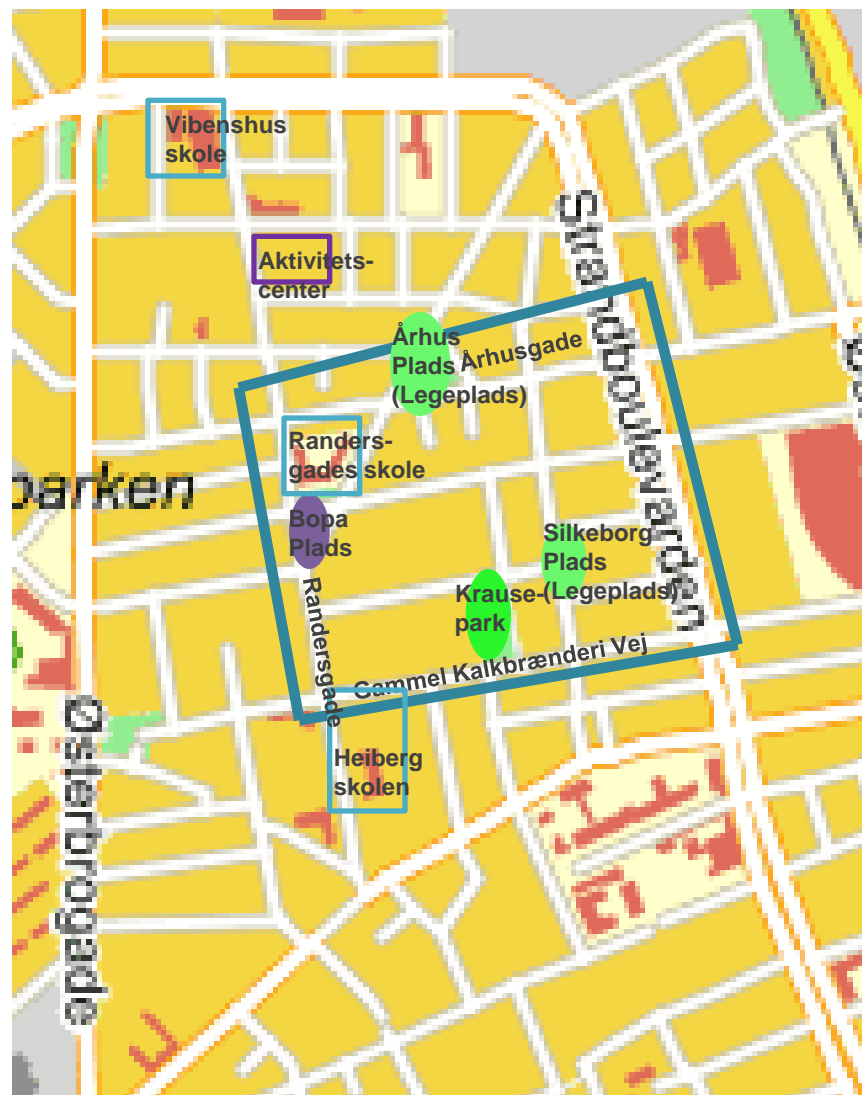 Vibenshus
skole
Aktivitets-
center
Århus
Plads
(Legeplads)
Århusgade
Strandboulevarden
Randers-
gades skole
parken
Bopa
Plads
Silkeborg
Plads
(Legeplads)
Krause-
park
Randersgade
Gammel Kalkbrænderi Vej
Heiberg
skolen
Østerbrogade